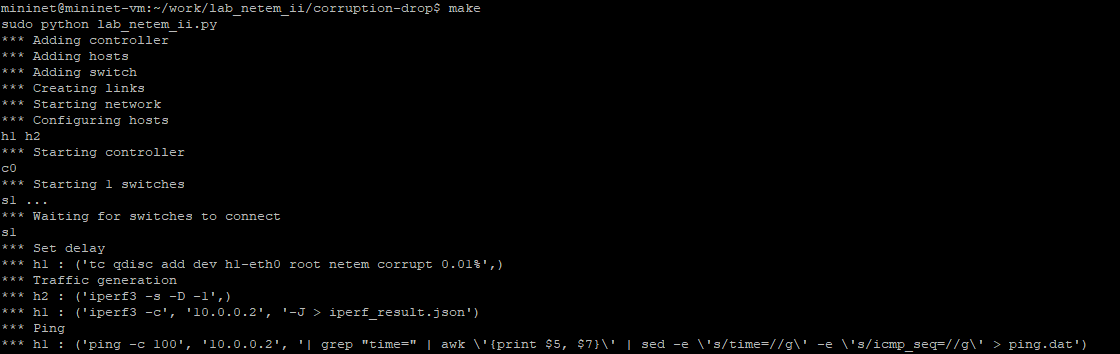 mininet@mininet-vm:~/work/lab_netem_ii/corruption-drop$ make
sudo python lab_netem_ii.py
*** Adding controller
*** Adding hosts
*** Adding switch
*** Creating links
*** Starting network
*** Configuring hosts
h1 h2
*** Starting controller
c0
*** Starting 1 switches
s1 ...
*** Waiting for switches to connect
s1
*** Set delay
*** h1 : ('tc qdisc add dev h1-eth0 root netem corrupt 0.01%',)
*** Traffic generation
*** h2 : ('iperf3 -s -D -1',)
*** h1 : ('iperf3 -c', '10.0.0.2', '-J > iperf_result.json')
*** Ping
*** h1 : ('ping -c 100', '10.0.0.2', '| grep "time=" | awk \'{print $5, $7}\' | sed -e \'s/time=//g\' -e \'s/icmp_seq=//g\' > ping.dat')